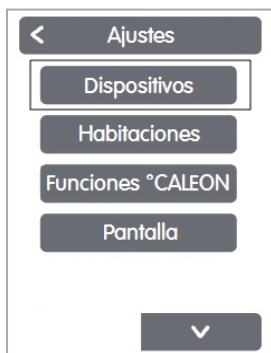 Ajustes
Dispositivos
Habitaciones
Funciones °CALEON
Pantalla